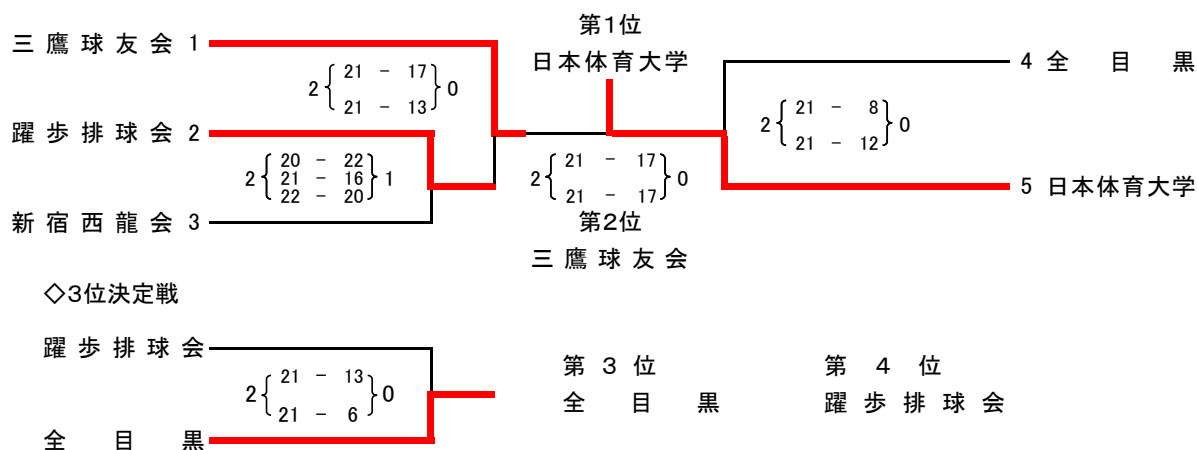 第1位
日本体育大学
三鷹球友会 1
4 全目黒
2 { 21 － 17 } 0
21 － 13
2 { 21 － 8 } 0
21 － 12
躍歩排球会 2
2 { 20 － 22 } 1
21 － 16
22 － 20
2 { 21 － 17 } 0
21 － 17
5 日本体育大学
新宿西龍会 3
第2位
三鷹球友会
◇3位決定戦
躍歩排球会
2 { 21 － 13 } 0
21 － 6
全目黒
第3位
全目黒
第4位
躍歩排球会